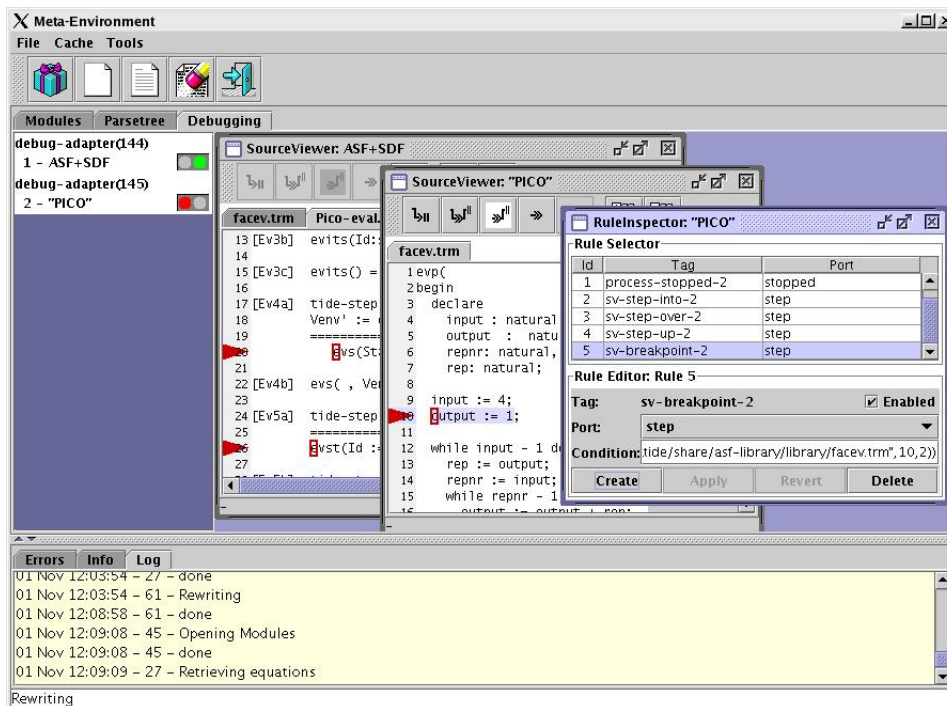 Meta-Environment
File Cache Tools
Modules Parsetree Debugging
debug-adapter(144)
1 - ASF+SDF
debug-adapter(145)
2 - "PICO"
SourceViewer: ASF+SDF
facev.trm Pico-eval.
13 [Ev3b] evits(Id:
14
15 [Ev3c] evits() =
16
17 [Ev4a] tide-step
18 Venv' :=
19 ==========
20 evs(St
21
22 [Ev4b] evs( , Ve
23
24 [Ev5a] tide-step
25 ==========
26 evst(Id :=
27
SourceViewer: "PICO"
facev.trm
1 evp(
2 begin
3 declare
4 input : natural
5 output : natu
6 repnr: natural,
7 rep: natural;
8
9 input := 4;
10 output := 1;
11
12 while input - 1 d
13 rep := output;
14 repnr := input;
15 while repnr - 1
16 output := output + rep;
RuleInspector: "PICO"
Rule Selector
Id Tag Port
1 process-stopped-2 stopped
2 sv-step-into-2 step
3 sv-step-over-2 step
4 sv-step-up-2 step
5 sv-breakpoint-2 step
Rule Editor: Rule 5
Tag: sv-breakpoint-2 Enabled
Port: step
Condition: tide/share/asf-library//library/facev.trm",10,2))
Create Apply Revert Delete
Errors Info Log
01 Nov 12:03:54 - 27 - done
01 Nov 12:03:54 - 61 - Rewriting
01 Nov 12:08:58 - 61 - done
01 Nov 12:09:08 - 45 - Opening Modules
01 Nov 12:09:08 - 45 - done
01 Nov 12:09:09 - 27 - Retrieving equations
Rewriting